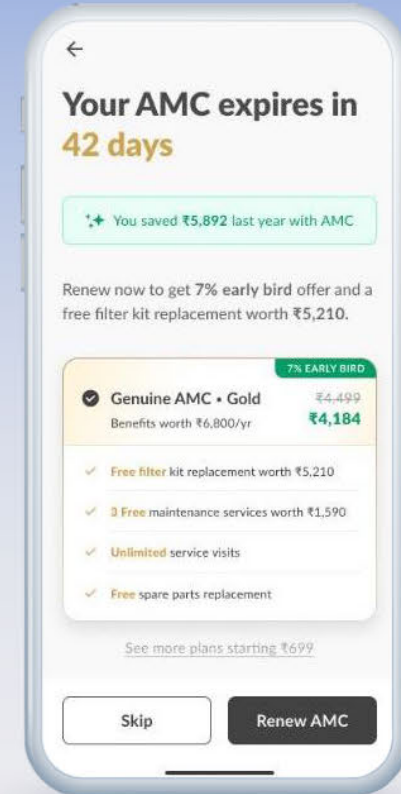 Your AMC expires in
42 days
You saved ₹5,892 last year with AMC
Renew now to get 7% early bird offer and a
free filter kit replacement worth ₹5,210.
7% EARLY BIRD
Genuine AMC • Gold ₹4,499
Benefits worth ₹6,800/yr ₹4,184
Free filter kit replacement worth ₹5,210
3 Free maintenance services worth ₹1,590
Unlimited service visits
Free spare parts replacement
See more plans starting ₹699
Skip Renew AMC